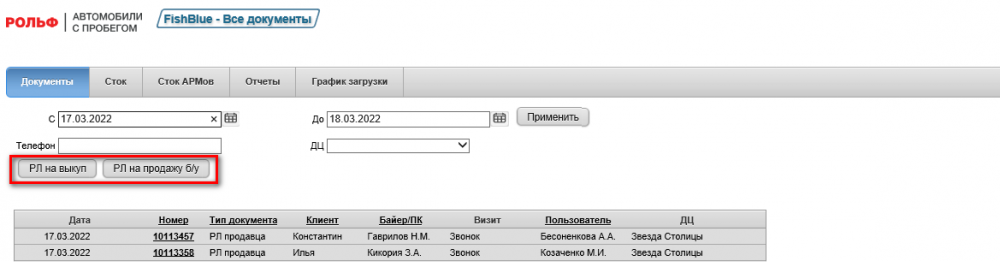 РОЛЬФ АВТОМОБИЛИ С ПРОБЕГОМ FishBlue - Все документы
Документы Сток Сток АРМов Отчеты График загрузки
С 17.03.2022 × До 18.03.2022 Применить
Телефон ДЦ
РЛ на выкуп РЛ на продажу б/у
Дата Номер Тип документа Клиент Байер/ПК Визит Пользователь ДЦ
17.03.2022 10113457 РЛ продавца Константин Гаврилов Н.М. Звонок Бесоненкова А.А. Звезда Столицы
17.03.2022 10113358 РЛ продавца Илья Кикория З.А. Звонок Козаченко М.И. Звезда Столицы